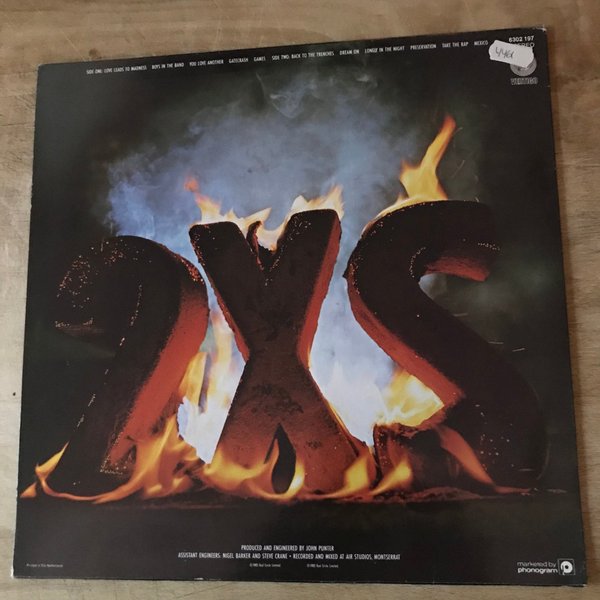 6302 197
STEREO
44pl.
SIDE ONE: LOVE LEADS TO MADNESS BOYS IN THE BAND YOU LOVE ANOTHER GATECRASH GAMES SIDE TWO: BACK TO THE TRENCHES DREAM ON LONELY IN THE NIGHT PRESERVATION TAKE THE RAP MEXICO
VERTIGO
2XS
PRODUCED AND ENGINEERED BY JOHN PUNTER
ASSISTANT ENGINEERS: NIGEL BARKER AND STEVE CRANE • RECORDED AND MIXED AT AIR STUDIOS, MONTSERRAT
marketed by
phonogram